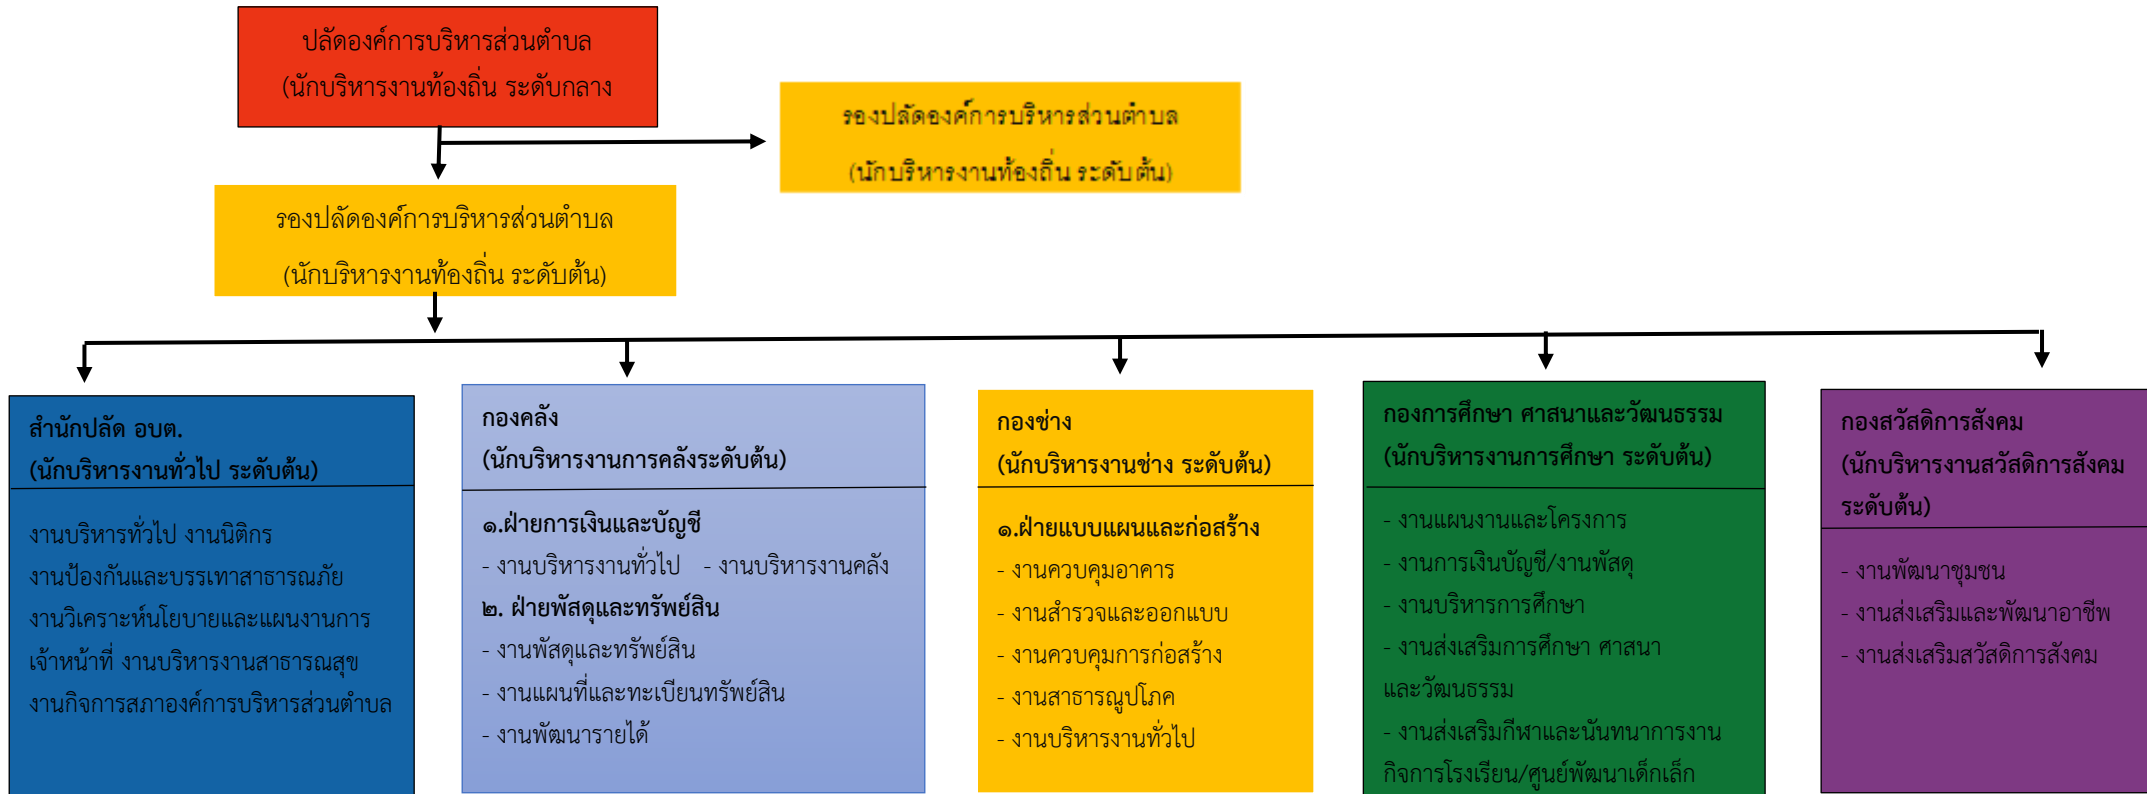 ปลัดองค์การบริหารส่วนตำบล
(นักบริหารงานท้องถิ่น ระดับกลาง
รองปลัดองค์การบริหารส่วนตำบล
(นักบริหารงานท้องถิ่น ระดับต้น)
รองปลัดองค์การบริหารส่วนตำบล
(นักบริหารงานท้องถิ่น ระดับต้น)
สำนักปลัด อบต.
(นักบริหารงานทั่วไป ระดับต้น)
งานบริหารทั่วไป งานนิติกร
งานป้องกันและบรรเทาสาธารณภัย
งานวิเคราะห์นโยบายและแผนงานการ
เจ้าหน้าที่ งานบริหารงานสาธารณสุข
งานกิจการสภาองค์การบริหารส่วนตำบล
กองคลัง
(นักบริหารงานการคลังระดับต้น)
๑.ฝ่ายการเงินและบัญชี
- งานบริหารงานทั่วไป - งานบริหารงานคลัง
๒. ฝ่ายพัสดุและทรัพย์สิน
- งานพัสดุและทรัพย์สิน
- งานแผนที่และทะเบียนทรัพย์สิน
- งานพัฒนารายได้
กองช่าง
(นักบริหารงานช่าง ระดับต้น)
๑.ฝ่ายแบบแผนและก่อสร้าง
- งานควบคุมอาคาร
- งานสำรวจและออกแบบ
- งานควบคุมการก่อสร้าง
- งานสาธารณูปโภค
- งานบริหารงานทั่วไป
กองการศึกษา ศาสนาและวัฒนธรรม
(นักบริหารงานการศึกษา ระดับต้น)
- งานแผนงานและโครงการ
- งานการเงินบัญชี/งานพัสดุ
- งานบริหารการศึกษา
- งานส่งเสริมการศึกษา ศาสนา
และวัฒนธรรม
- งานส่งเสริมกีฬาและนันทนาการงาน
กิจการโรงเรียน/ศูนย์พัฒนาเด็กเล็ก
กองสวัสดิการสังคม
(นักบริหารงานสวัสดิการสังคม
ระดับต้น)
- งานพัฒนาชุมชน
- งานส่งเสริมและพัฒนาอาชีพ
- งานส่งเสริมสวัสดิการสังคม